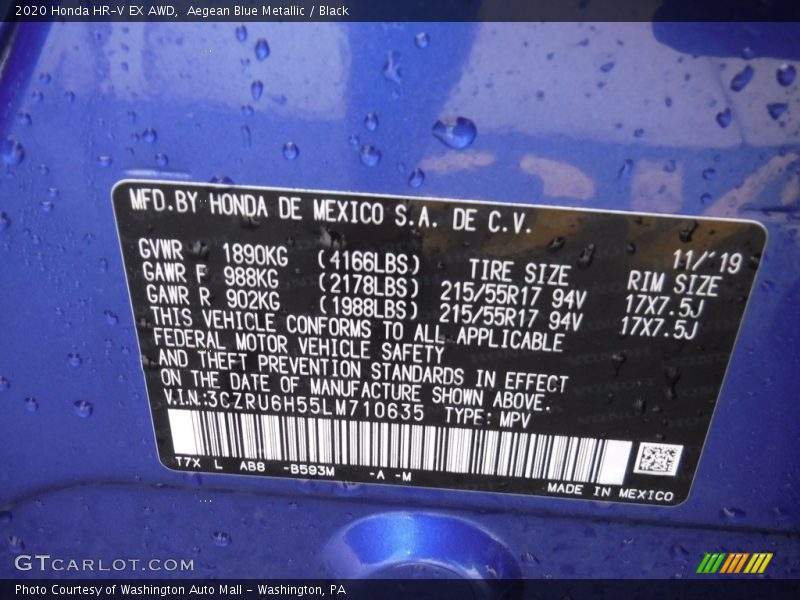 2020 Honda HR-V EX AWD,  Aegean Blue Metallic / Black
MFD.BY HONDA DE MEXICO S.A. DE C.V.
11/'19
GVWR 1890KG (4166LBS) TIRE SIZE RIM SIZE
GAWR F 988KG (2178LBS) 215/55R17 94V 17X7.5J
GAWR R 902KG (1988LBS) 215/55R17 94V 17X7.5J
THIS VEHICLE CONFORMS TO ALL APPLICABLE
FEDERAL MOTOR VEHICLE SAFETY
AND THEFT PREVENTION STANDARDS IN EFFECT
ON THE DATE OF MANUFACTURE SHOWN ABOVE.
V.I.N.:3CZRU6H55LM710635 TYPE: MPV
T7X L AB8 -B593M -A -M
MADE IN MEXICO
GTCARLOT.COM
Photo Courtesy of Washington Auto Mall - Washington, PA